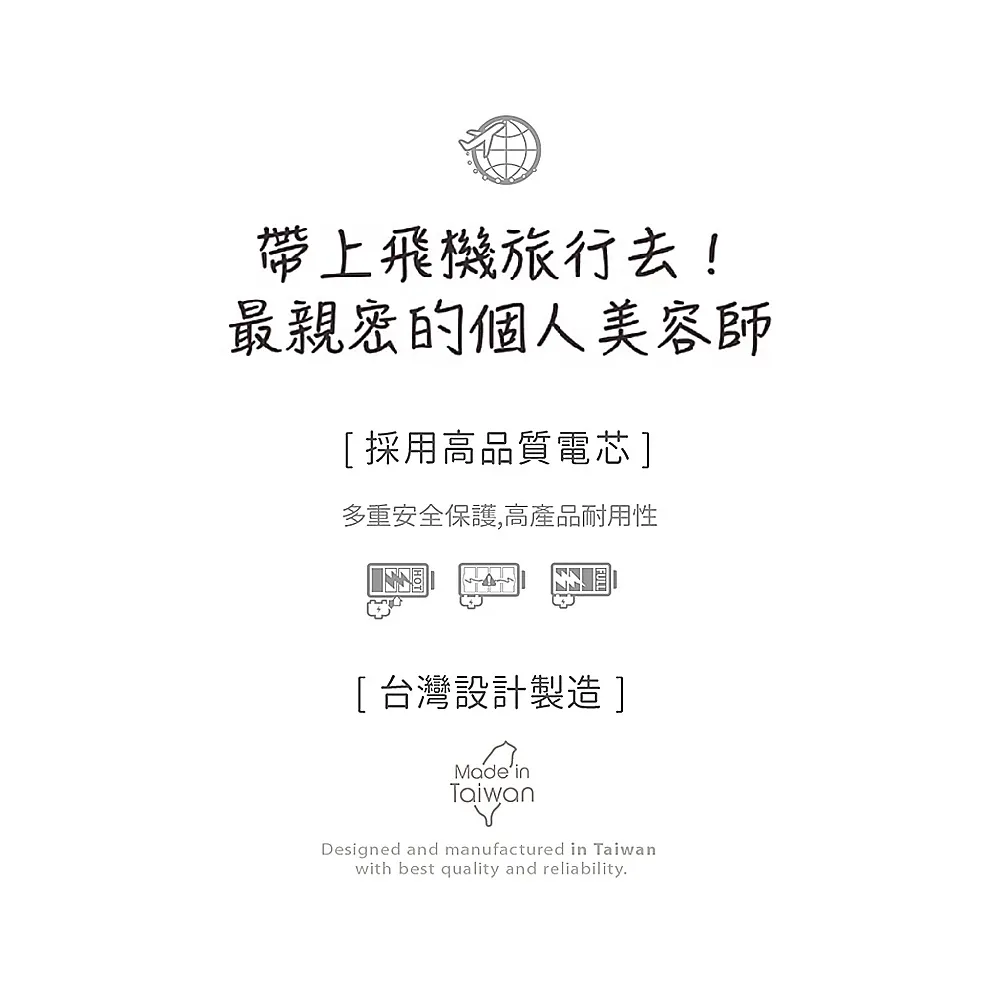 帶上飛機旅行去！
最親密的個人美容師
[ 採用高品質電芯 ]
多重安全保護,高產品耐用性
HOT
FULL
[ 台灣設計製造 ]
Made in
Taiwan
Designed and manufactured in Taiwan
with best quality and reliability.